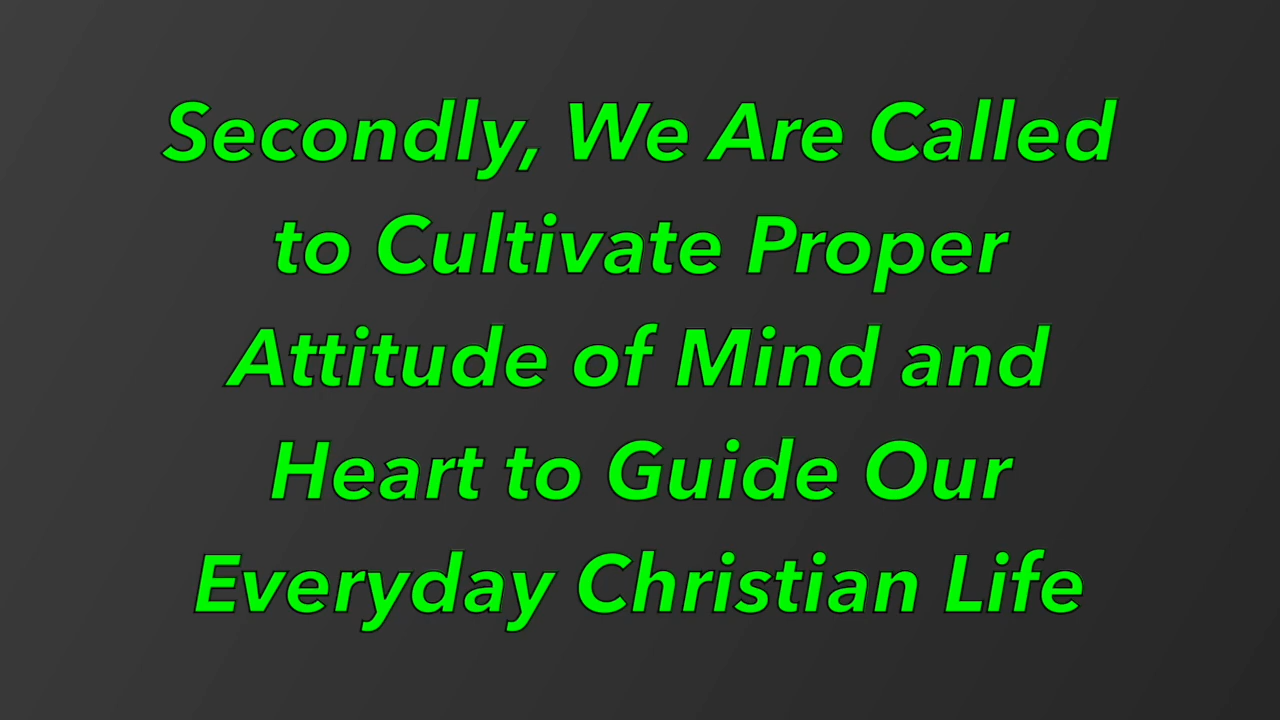 Secondly, We Are Called
to Cultivate Proper
Attitude of Mind and
Heart to Guide Our
Everyday Christian Life